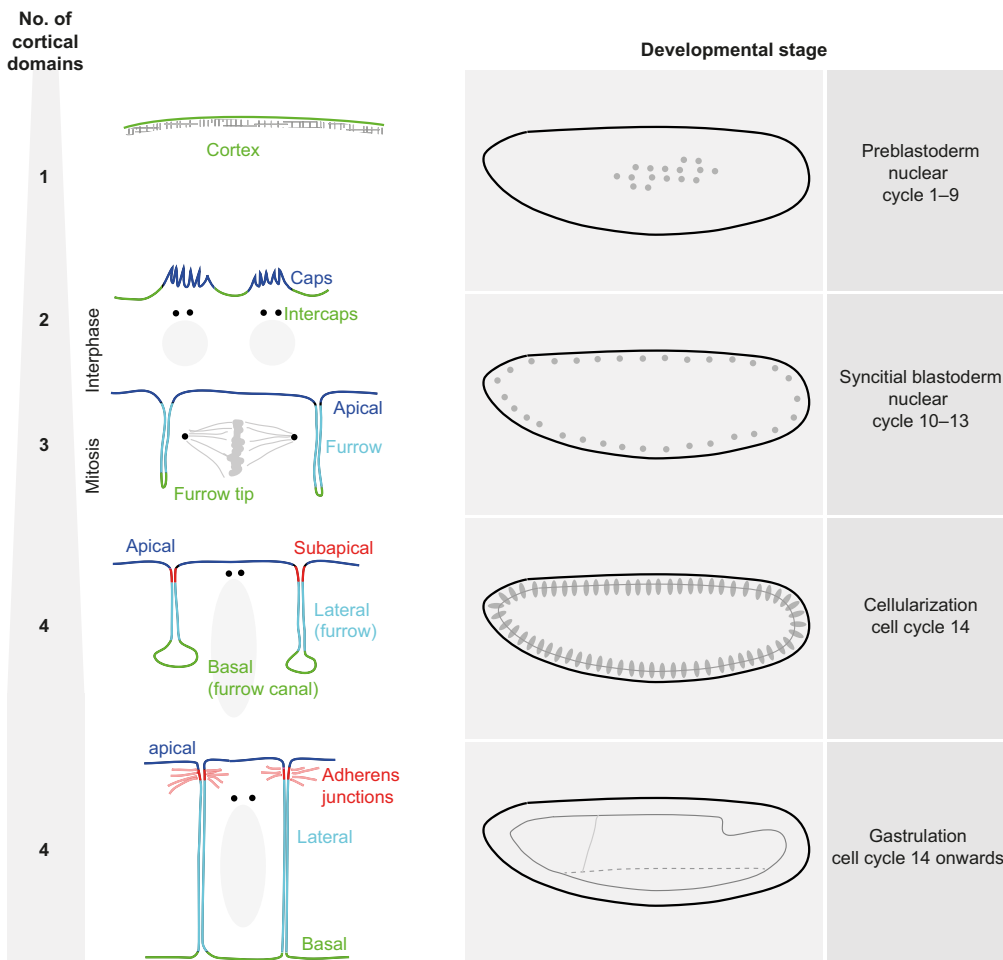 No. of
cortical
domains
Developmental stage
1
Cortex
Preblastoderm
nuclear
cycle 1–9
2
Interphase
Caps
Intercaps
3
Mitosis
Apical
Furrow
Furrow tip
Syncitial blastoderm
nuclear
cycle 10–13
4
Apical
Subapical
Lateral
(furrow)
Basal
(furrow canal)
Cellularization
cell cycle 14
4
apical
Adherens
junctions
Lateral
Basal
Gastrulation
cell cycle 14 onwards